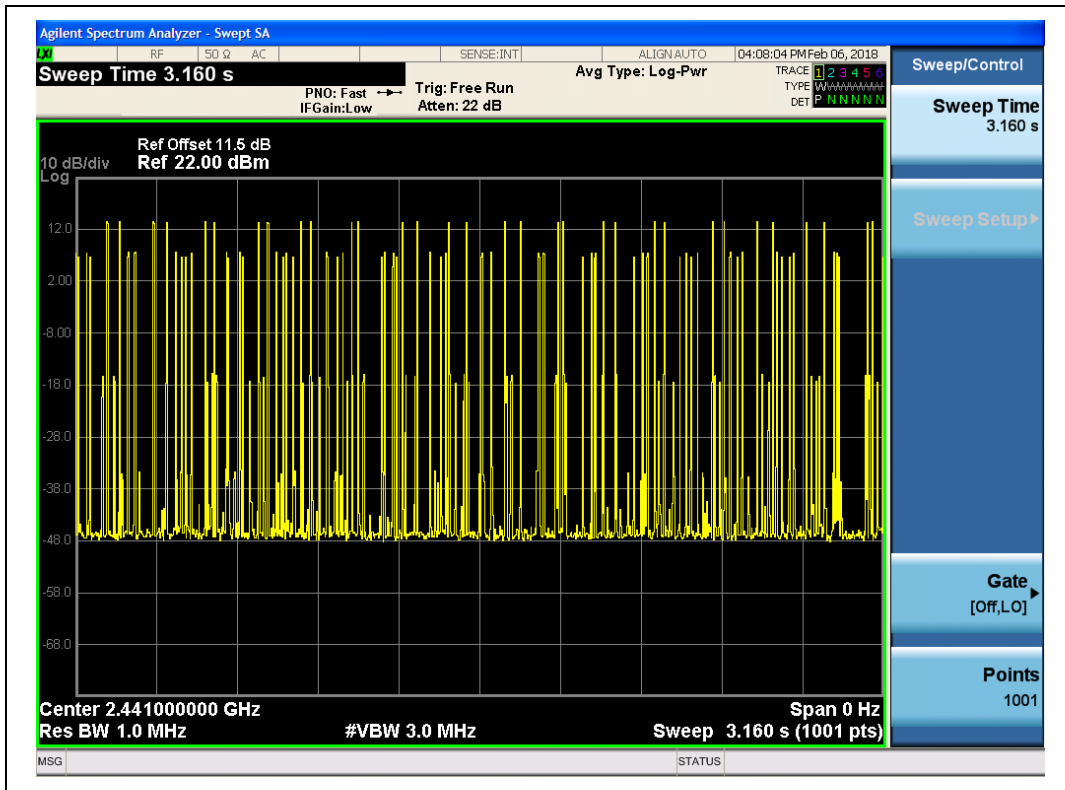 Agilent Spectrum Analyzer - Swept SA
LXI RF 50 Ω AC SENSE:INT ALIGN AUTO 04:08:04 PM Feb 06, 2018
Sweep Time 3.160 s
PNO: Fast
IFGain:Low
Trig: Free Run
Atten: 22 dB
Avg Type: Log-Pwr
TRACE 1 2 3 4 5 6
TYPE
DET P N N N N N
Ref Offset 11.5 dB
10 dB/div Ref 22.00 dBm
Log
12.0
2.00
-8.00
-18.0
-28.0
-38.0
-48.0
-58.0
-68.0
Center 2.441000000 GHz Span 0 Hz
Res BW 1.0 MHz #VBW 3.0 MHz Sweep 3.160 s (1001 pts)
MSG STATUS
Sweep/Control
Sweep Time
3.160 s
Sweep Setup
Gate
[Off,LO]
Points
1001